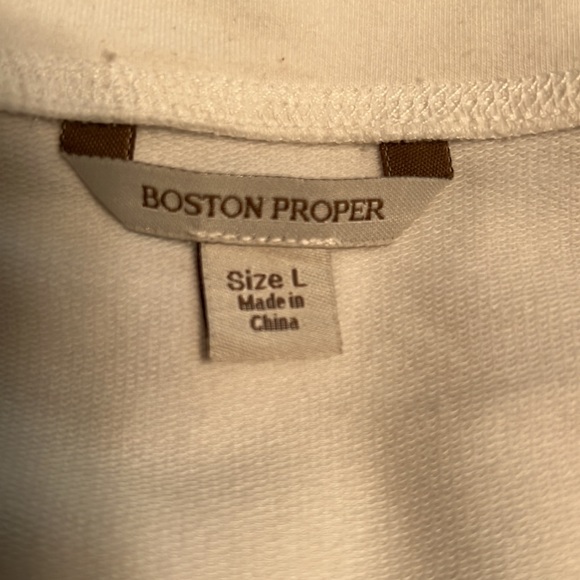 BOSTON PROPER
Size L
Made in
China